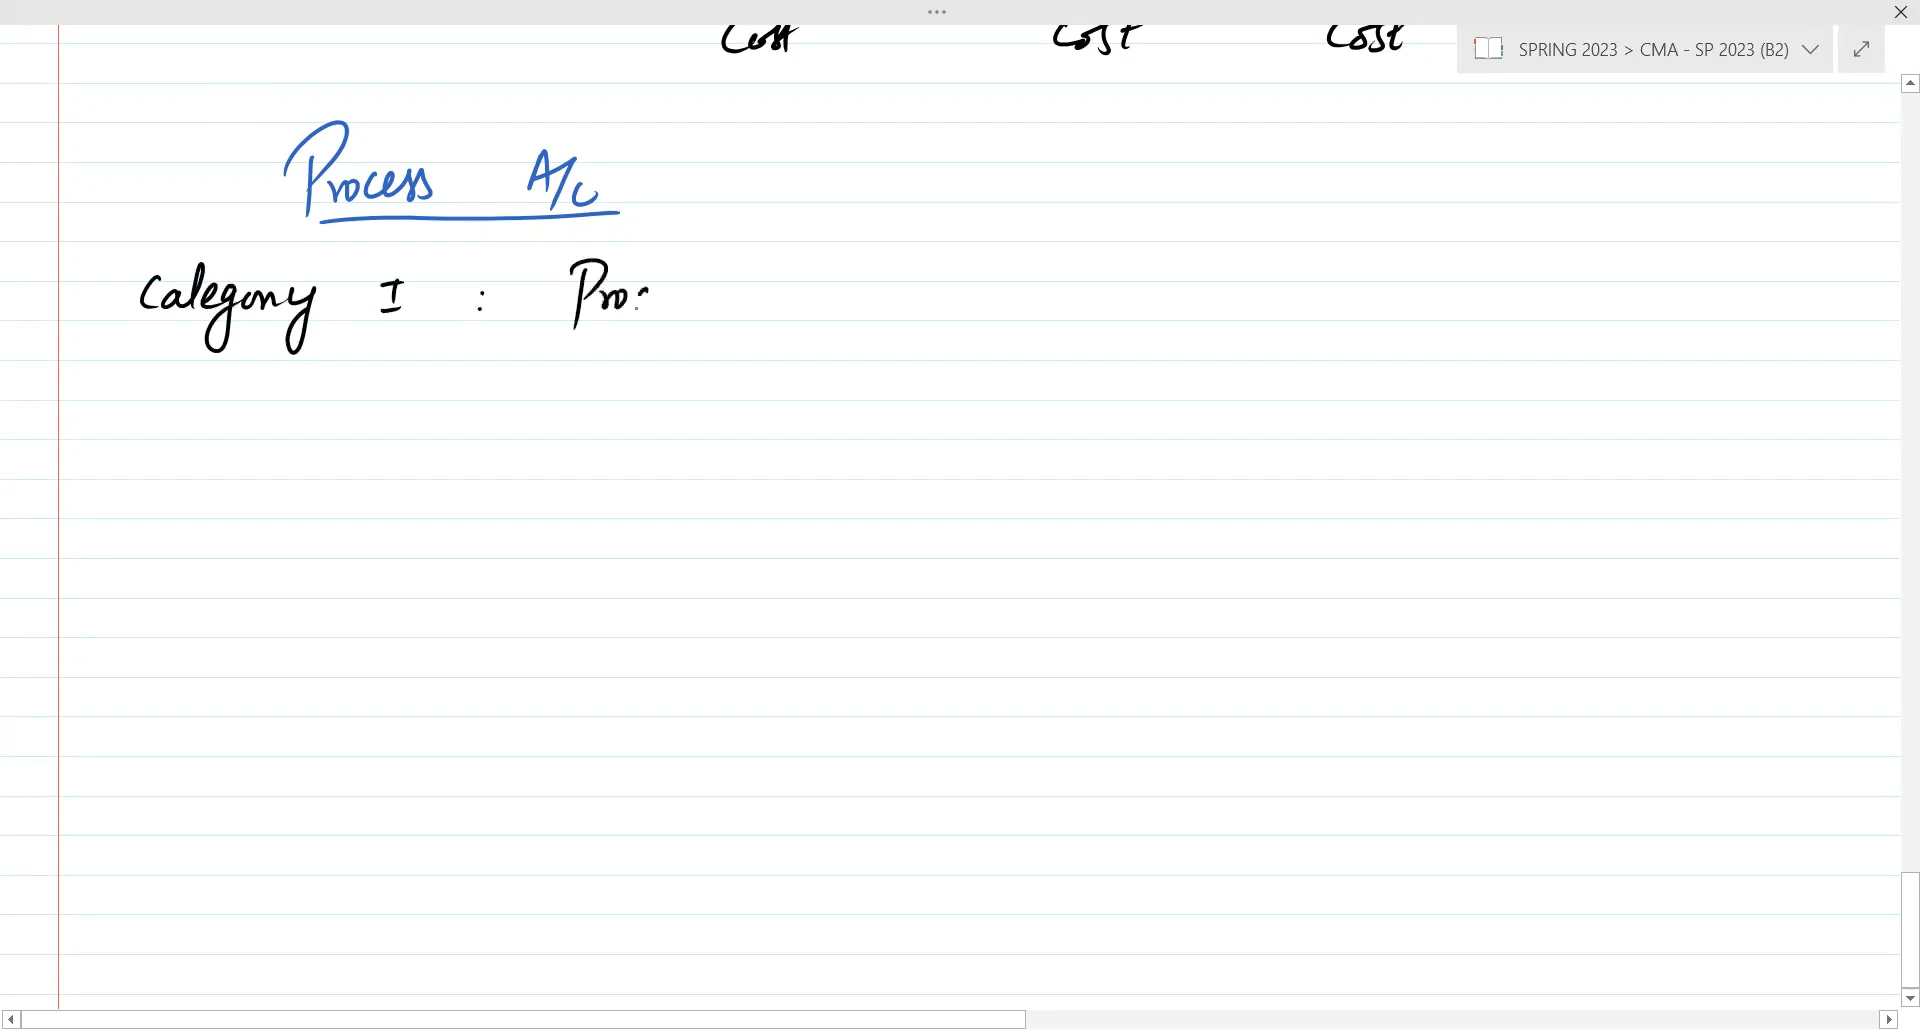 Cost Cost Cost
SPRING 2023 > CMA - SP 2023 (B2)
Process A/c
Category I : Pro